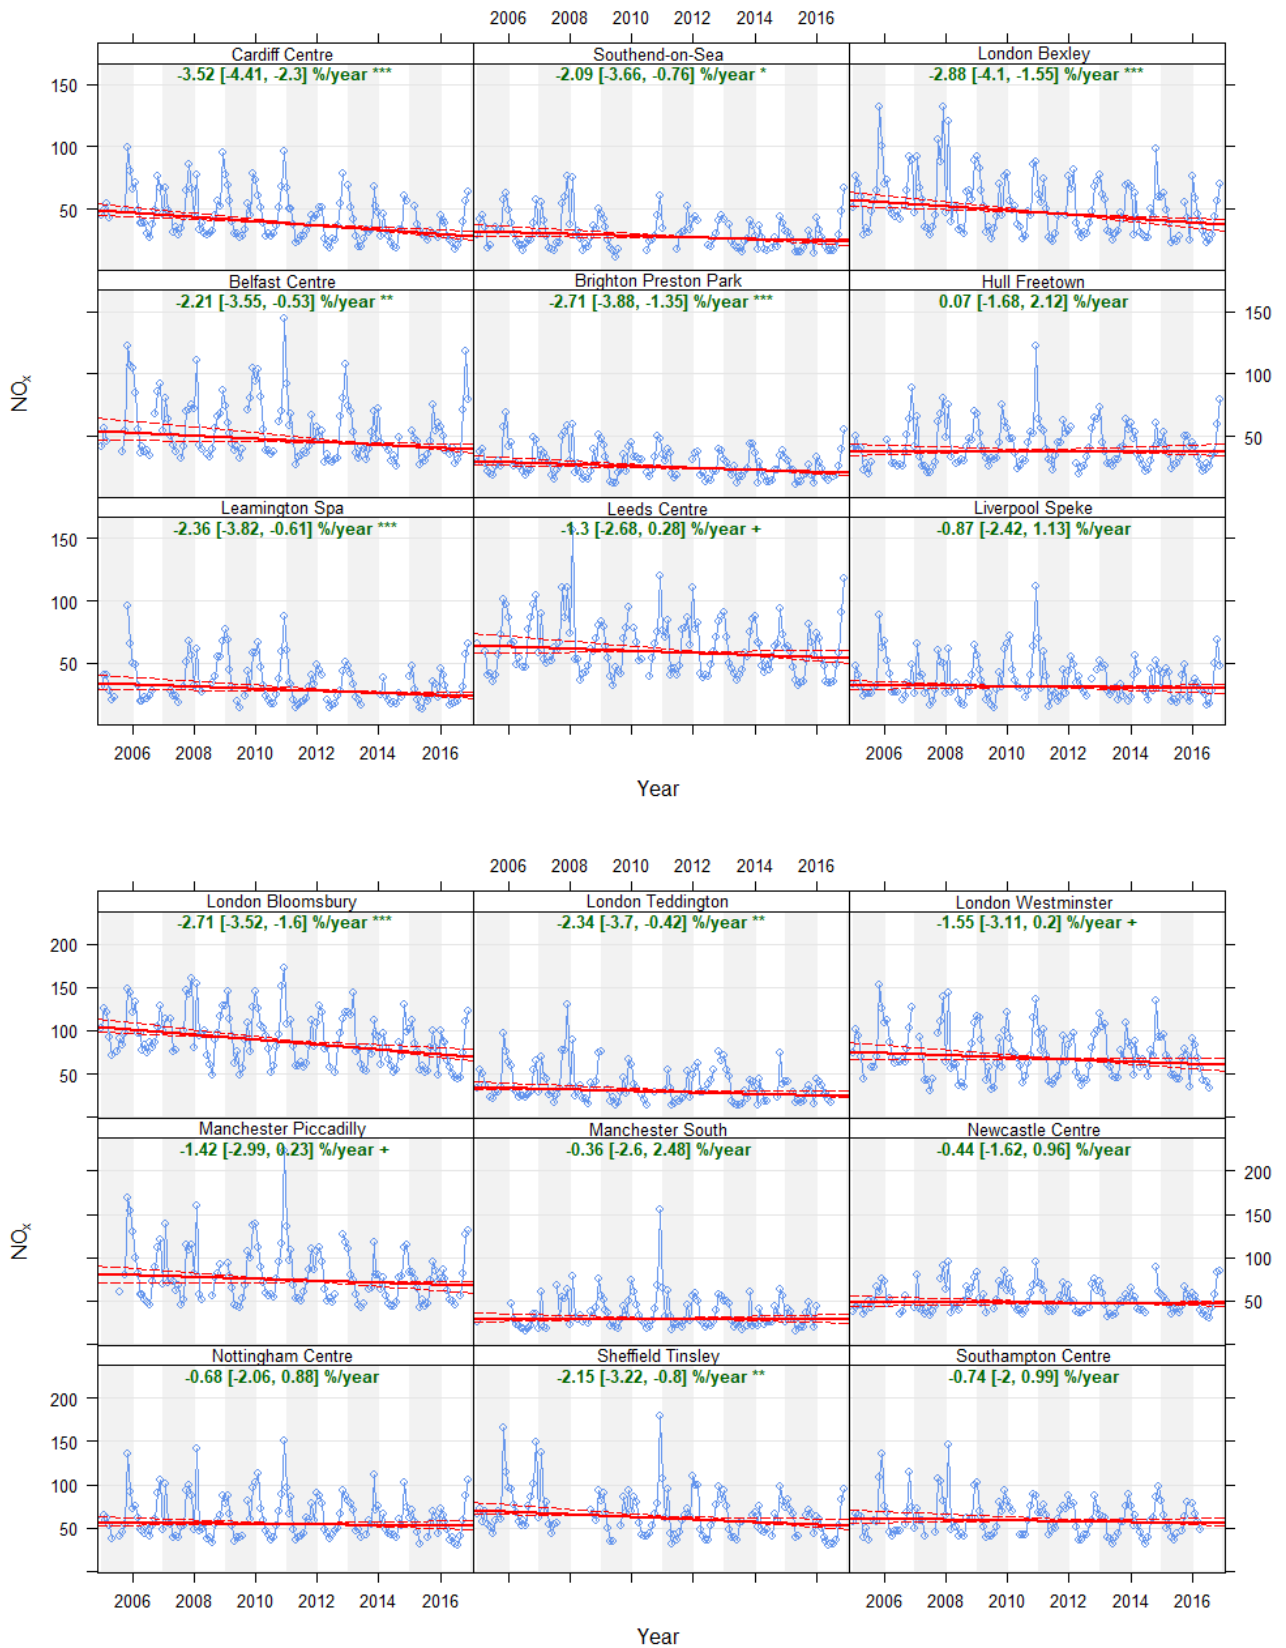 2006 2008 2010 2012 2014 2016
Cardiff Centre Southend-on-Sea London Bexley
-3.52 [-4.41, -2.3] %/year *** -2.09 [-3.66, -0.76] %/year * -2.88 [-4.1, -1.55] %/year ***
150
100
50
Belfast Centre Brighton Preston Park Hull Freetown
-2.21 [-3.55, -0.53] %/year ** -2.71 [-3.88, -1.35] %/year *** 0.07 [-1.68, 2.12] %/year
150
100
50
NOx
Leamington Spa Leeds Centre Liverpool Speke
-2.36 [-3.82, -0.61] %/year *** -1.3 [-2.68, 0.28] %/year + -0.87 [-2.42, 1.13] %/year
150
100
50
2006 2008 2010 2012 2014 2016 2006 2008 2010 2012 2014 2016
Year
2006 2008 2010 2012 2014 2016
London Bloomsbury London Teddington London Westminster
-2.71 [-3.52, -1.6] %/year *** -2.34 [-3.7, -0.42] %/year ** -1.55 [-3.11, 0.2] %/year +
200
150
100
50
Manchester Piccadilly Manchester South Newcastle Centre
-1.42 [-2.99, 0.23] %/year + -0.36 [-2.6, 2.48] %/year -0.44 [-1.62, 0.96] %/year
200
150
100
50
NOx
Nottingham Centre Sheffield Tinsley Southampton Centre
-0.68 [-2.06, 0.88] %/year -2.15 [-3.22, -0.8] %/year ** -0.74 [-2, 0.99] %/year
200
150
100
50
2006 2008 2010 2012 2014 2016 2006 2008 2010 2012 2014 2016
Year